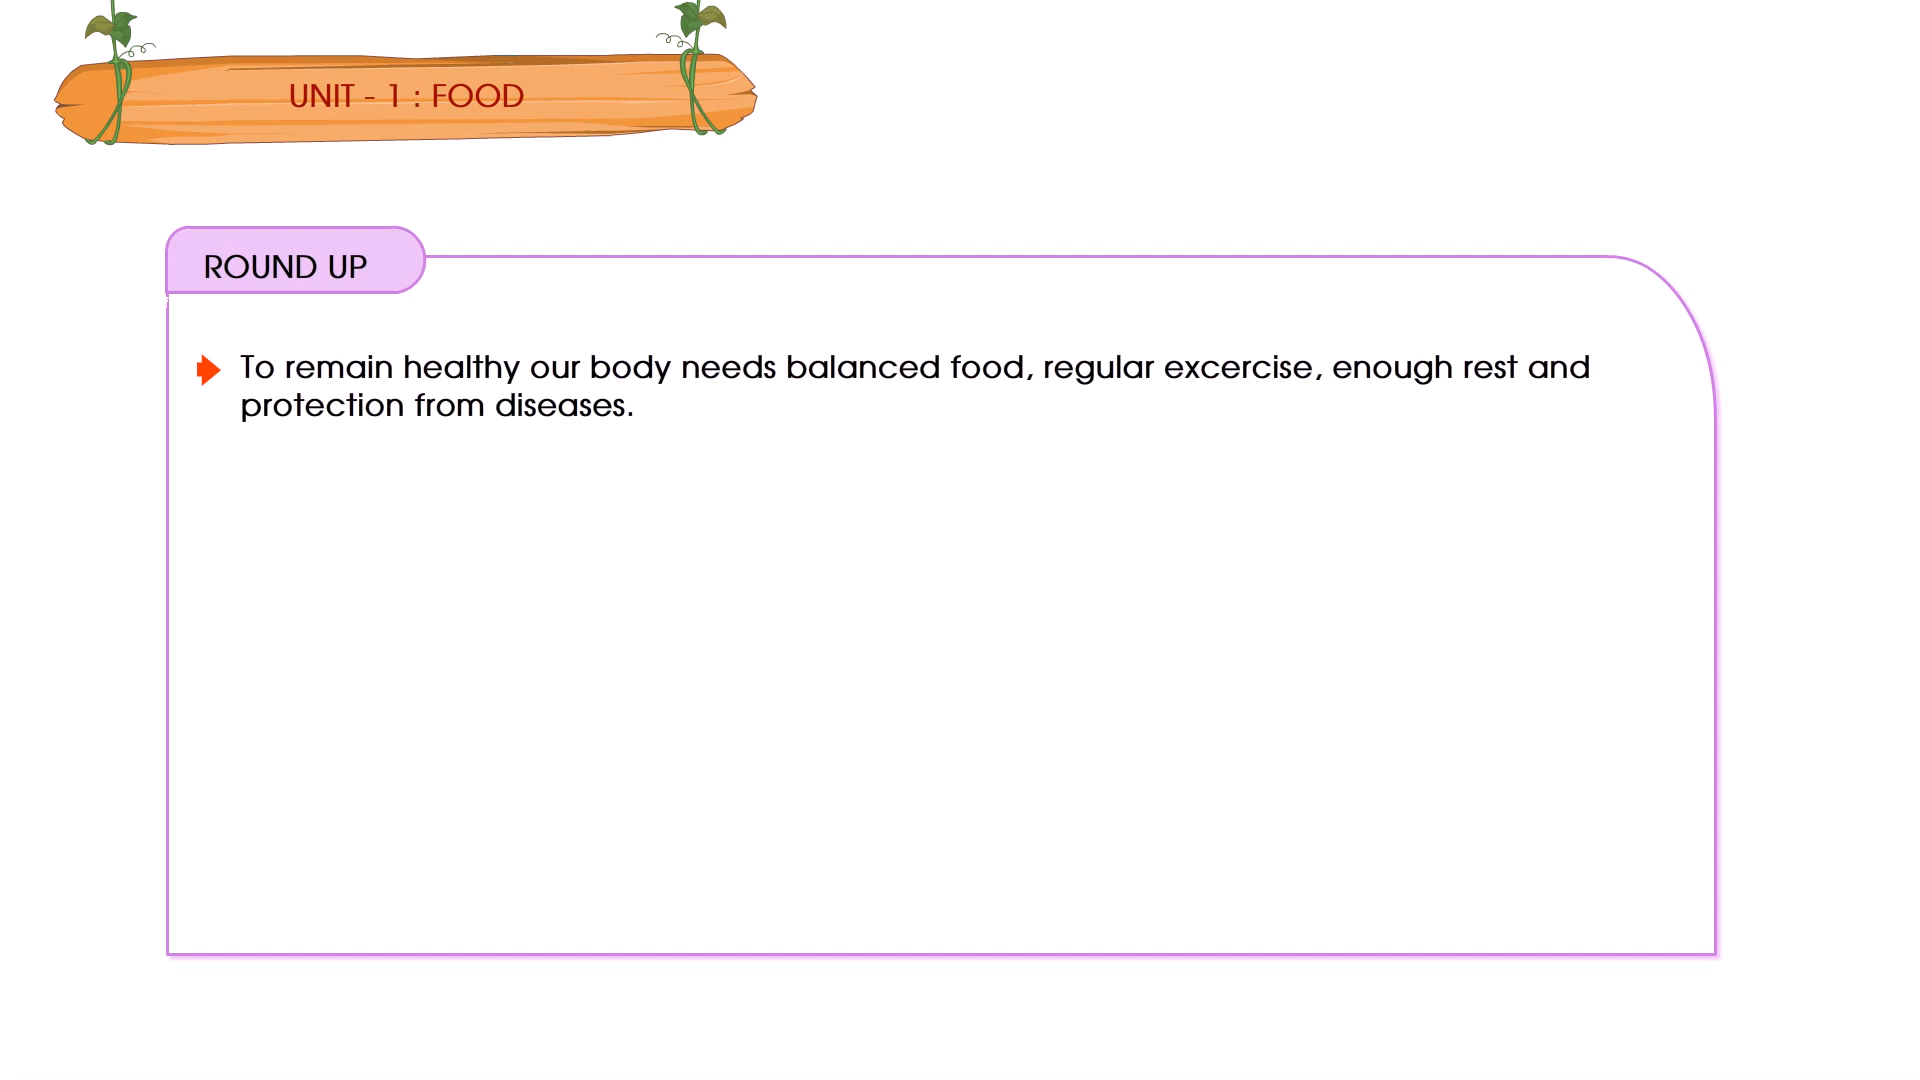 UNIT - 1 : FOOD
ROUND UP
To remain healthy our body needs balanced food, regular excercise, enough rest and
protection from diseases.